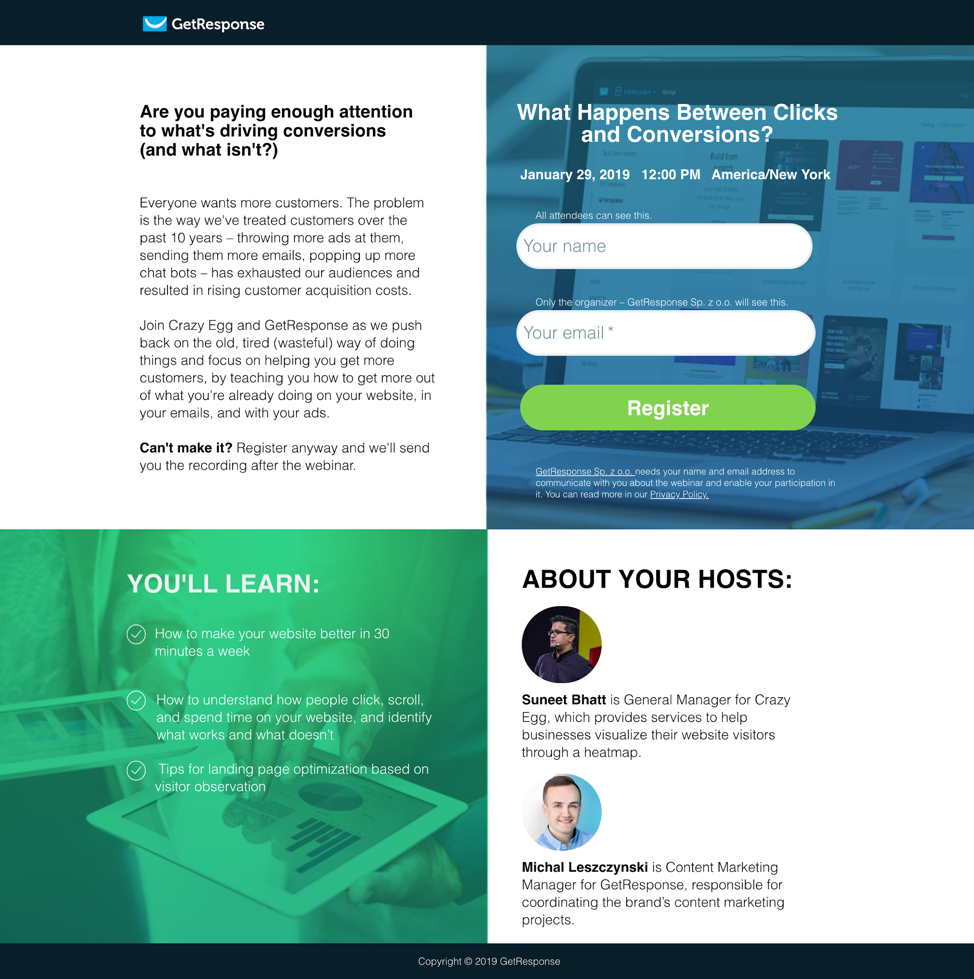 GetResponse
Are you paying enough attention
to what's driving conversions
(and what isn't?)
Everyone wants more customers. The problem
is the way we've treated customers over the
past 10 years – throwing more ads at them,
sending them more emails, popping up more
chat bots – has exhausted our audiences and
resulted in rising customer acquisition costs.
Join Crazy Egg and GetResponse as we push
back on the old, tired (wasteful) way of doing
things and focus on helping you get more
customers, by teaching you how to get more out
of what you're already doing on your website, in
your emails, and with your ads.
Can't make it? Register anyway and we'll send
you the recording after the webinar.
What Happens Between Clicks
and Conversions?
January 29, 2019 12:00 PM America/New York
All attendees can see this.
Your name
Only the organizer – GetResponse Sp. z o.o. will see this.
Your email *
Register
GetResponse Sp. z o.o. needs your name and email address to
communicate with you about the webinar and enable your participation in
it. You can read more in our Privacy Policy.
YOU'LL LEARN:
How to make your website better in 30
minutes a week
How to understand how people click, scroll,
and spend time on your website, and identify
what works and what doesn't
Tips for landing page optimization based on
visitor observation
ABOUT YOUR HOSTS:
Suneet Bhatt is General Manager for Crazy
Egg, which provides services to help
businesses visualize their website visitors
through a heatmap.
Michal Leszczynski is Content Marketing
Manager for GetResponse, responsible for
coordinating the brand's content marketing
projects.
Copyright © 2019 GetResponse